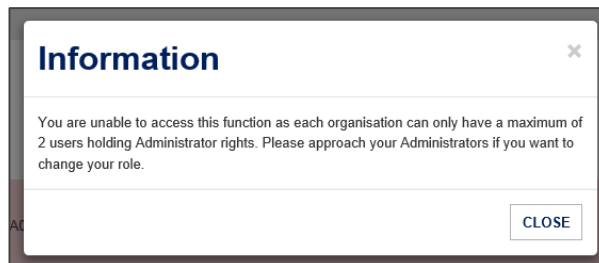 Information
×
You are unable to access this function as each organisation can only have a maximum of
2 users holding Administrator rights. Please approach your Administrators if you want to
change your role.
CLOSE